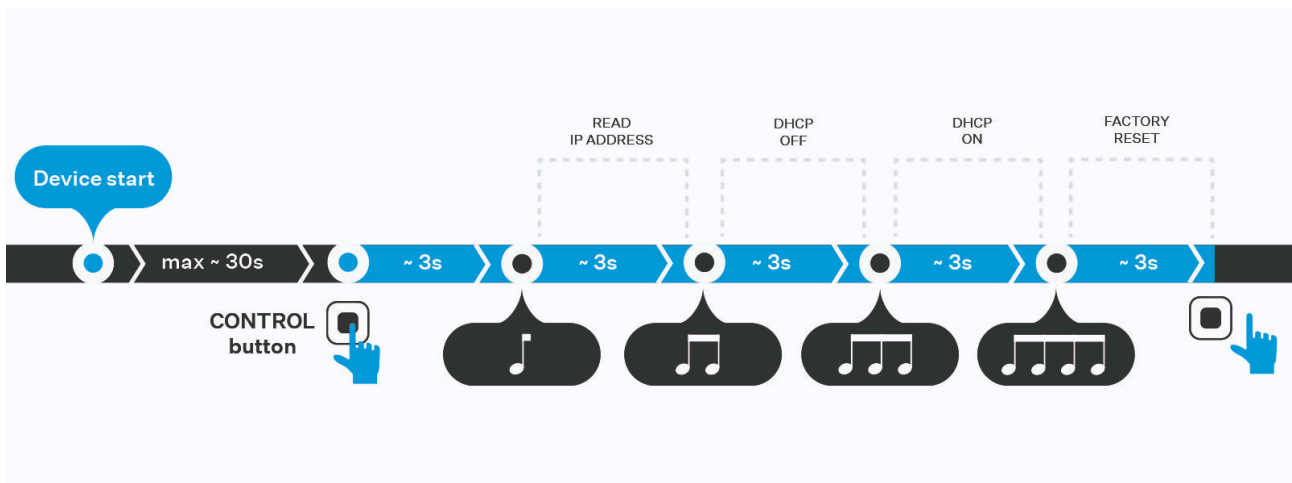 READ
IP ADDRESS
DHCP
OFF
DHCP
ON
FACTORY
RESET
Device start
max ~ 30s
~ 3s
~ 3s
~ 3s
~ 3s
~ 3s
CONTROL
button